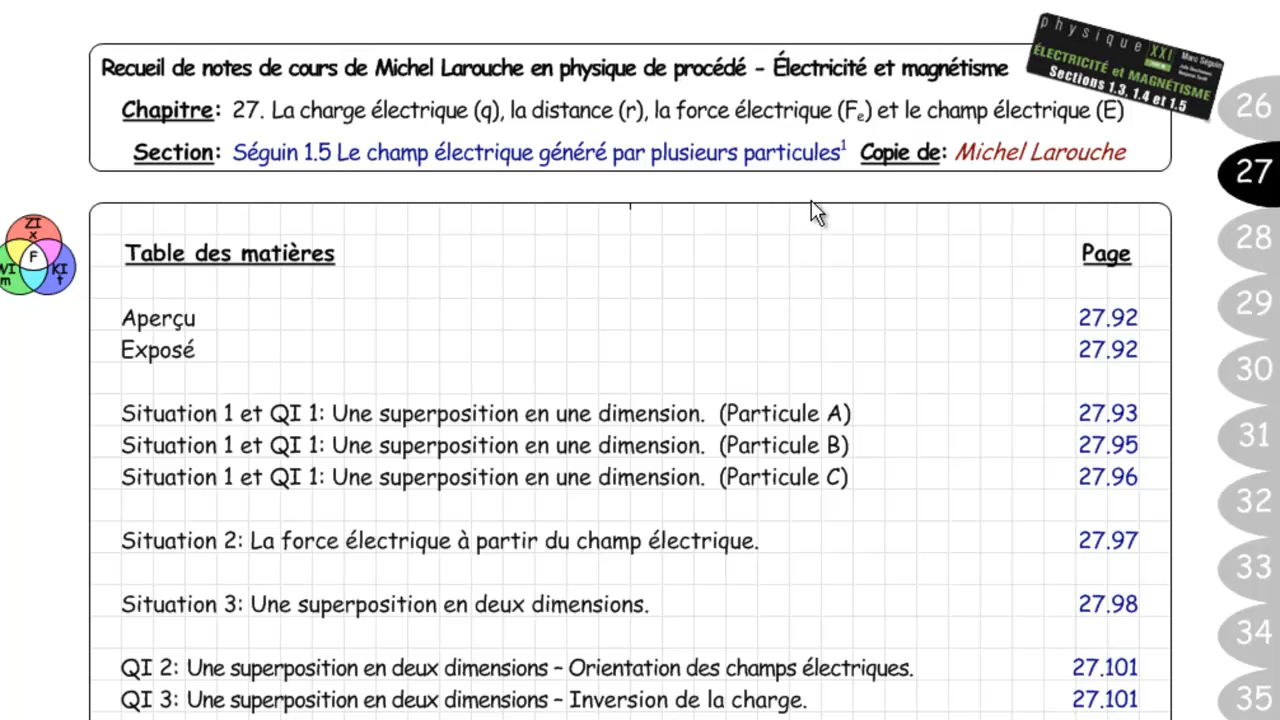 physique XXI
Marc Séguin
ÉLECTRICITÉ et MAGNÉTISME
Sections 1.3, 1.4 et 1.5
Recueil de notes de cours de Michel Larouche en physique de procédé - Électricité et magnétisme
Chapitre: 27. La charge électrique (q), la distance (r), la force électrique (Fₑ) et le champ électrique (E)
Section: Séguin 1.5 Le champ électrique généré par plusieurs particules¹ Copie de: Michel Larouche
26
27
28
29
30
31
32
33
34
35
ZI
x
F
WI
m
KI
t
Table des matières Page
Aperçu 27.92
Exposé 27.92
Situation 1 et QI 1: Une superposition en une dimension. (Particule A) 27.93
Situation 1 et QI 1: Une superposition en une dimension. (Particule B) 27.95
Situation 1 et QI 1: Une superposition en une dimension. (Particule C) 27.96
Situation 2: La force électrique à partir du champ électrique. 27.97
Situation 3: Une superposition en deux dimensions. 27.98
QI 2: Une superposition en deux dimensions - Orientation des champs électriques. 27.101
QI 3: Une superposition en deux dimensions - Inversion de la charge. 27.101